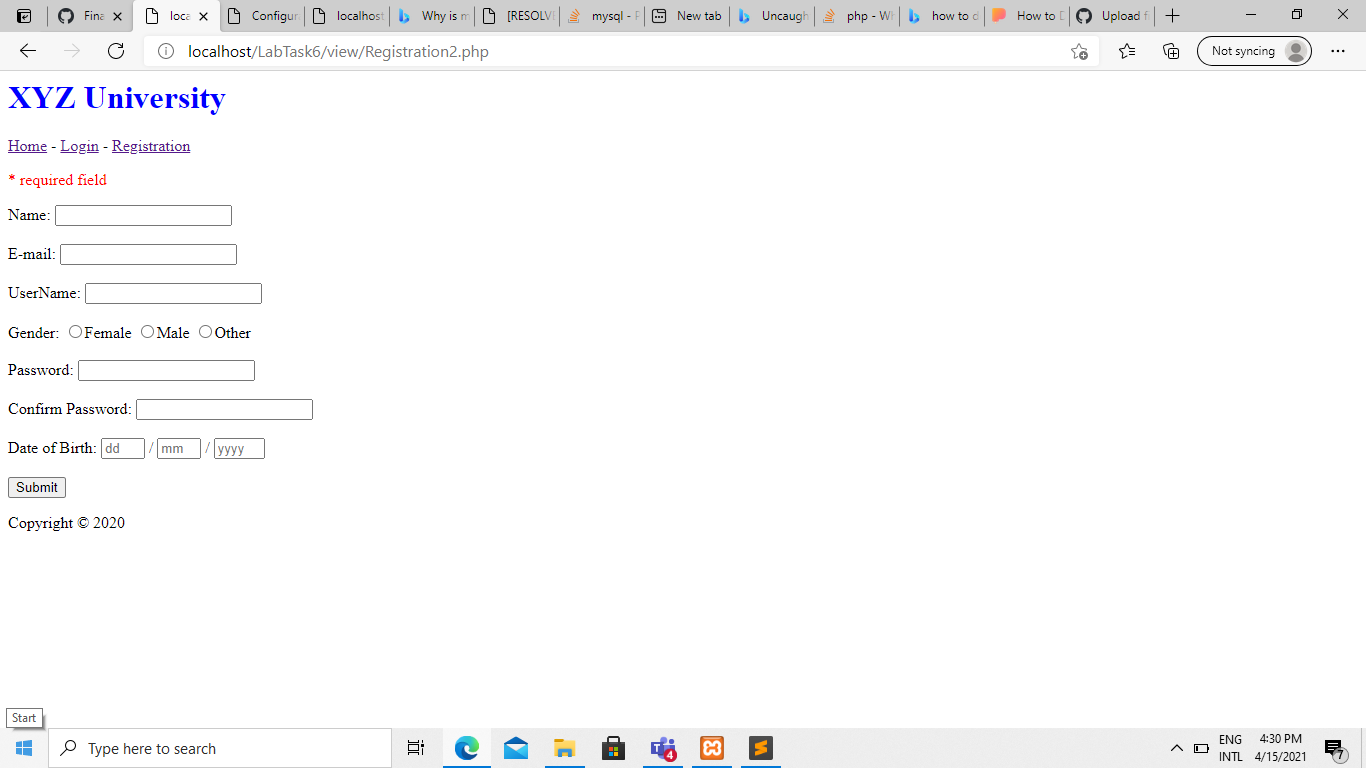 Fina
loca
Configur
localhost
Why is m
[RESOLV
mysql - P
New tab
Uncaugh
php - Wh
how to d
How to D
Upload f
localhost/LabTask6/view/Registration2.php
Not syncing
XYZ University
Home - Login - Registration
* required field
Name:
E-mail:
UserName:
Gender: Female Male Other
Password:
Confirm Password:
Date of Birth: dd / mm / yyyy
Submit
Copyright © 2020
Start
Type here to search
4
ENG
INTL
4:30 PM
4/15/2021
7